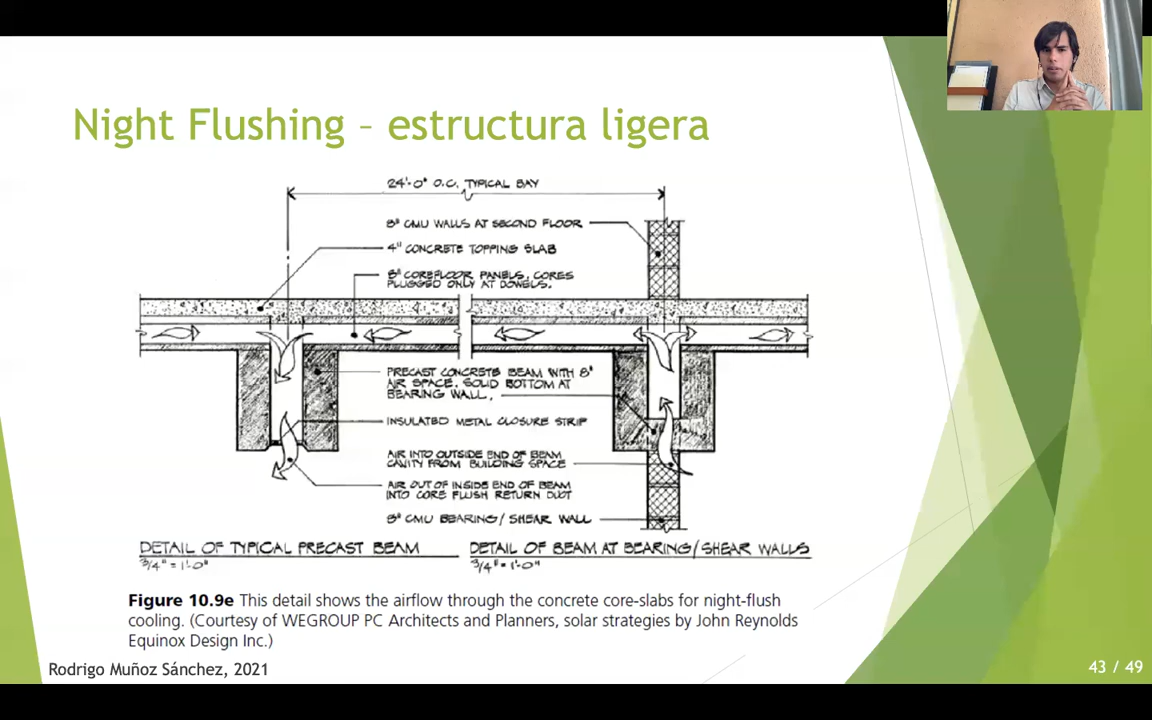 Night Flushing – estructura ligera
24'-0" O.C. TYPICAL BAY
8" CMU WALLS AT SECOND FLOOR
4" CONCRETE TOPPING SLAB
8" COREFLOOR PANELS, CORES
PLUGGED ONLY AT DOWELS.
PRECAST CONCRETE BEAM WITH 8"
AIR SPACE, SOLID BOTTOM AT
BEARING WALL.
INSULATED METAL CLOSURE STRIP
AIR INTO OUTSIDE END OF BEAM
CAVITY FROM BUILDING SPACE
AIR OUT OF INSIDE END OF BEAM
INTO CORE FLUSH RETURN DUCT
8" CMU BEARING/SHEAR WALL
DETAIL OF TYPICAL PRECAST BEAM
3/4" = 1'-0"
DETAIL OF BEAM AT BEARING/SHEAR WALLS
3/4" = 1'-0"
Figure 10.9e This detail shows the airflow through the concrete core-slabs for night-flush
cooling. (Courtesy of WEGROUP PC Architects and Planners, solar strategies by John Reynolds
Equinox Design Inc.)
Rodrigo Muñoz Sánchez, 2021
43 / 49